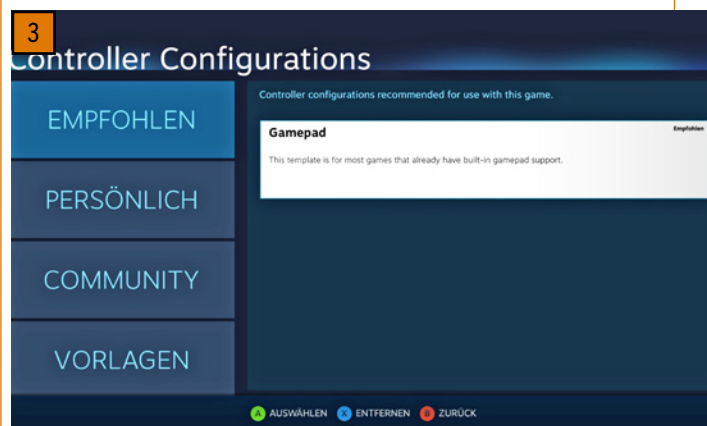 3
Controller Configurations
EMPFOHLEN
PERSÖNLICH
COMMUNITY
VORLAGEN
Controller configurations recommended for use with this game.
Gamepad
Empfohlen
This template is for most games that already have built-in gamepad support.
A AUSWÄHLEN X ENTFERNEN B ZURÜCK